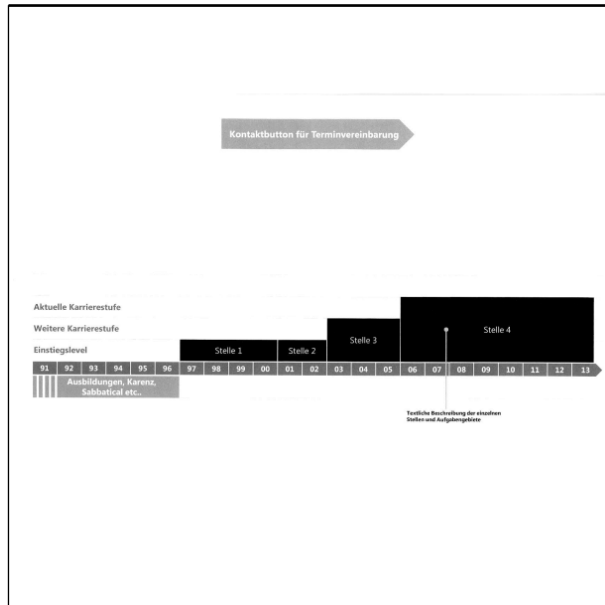 Kontaktbutton für Terminvereinbarung
Aktuelle Karrierestufe
Weitere Karrierestufe
Einstiegslevel
Stelle 1
Stelle 2
Stelle 3
Stelle 4
91 92 93 94 95 96 97 98 99 00 01 02 03 04 05 06 07 08 09 10 11 12 13
Ausbildungen, Karenz,
Sabbatical etc..
Textliche Beschreibung der einzelnen
Stellen und Aufgabengebiete